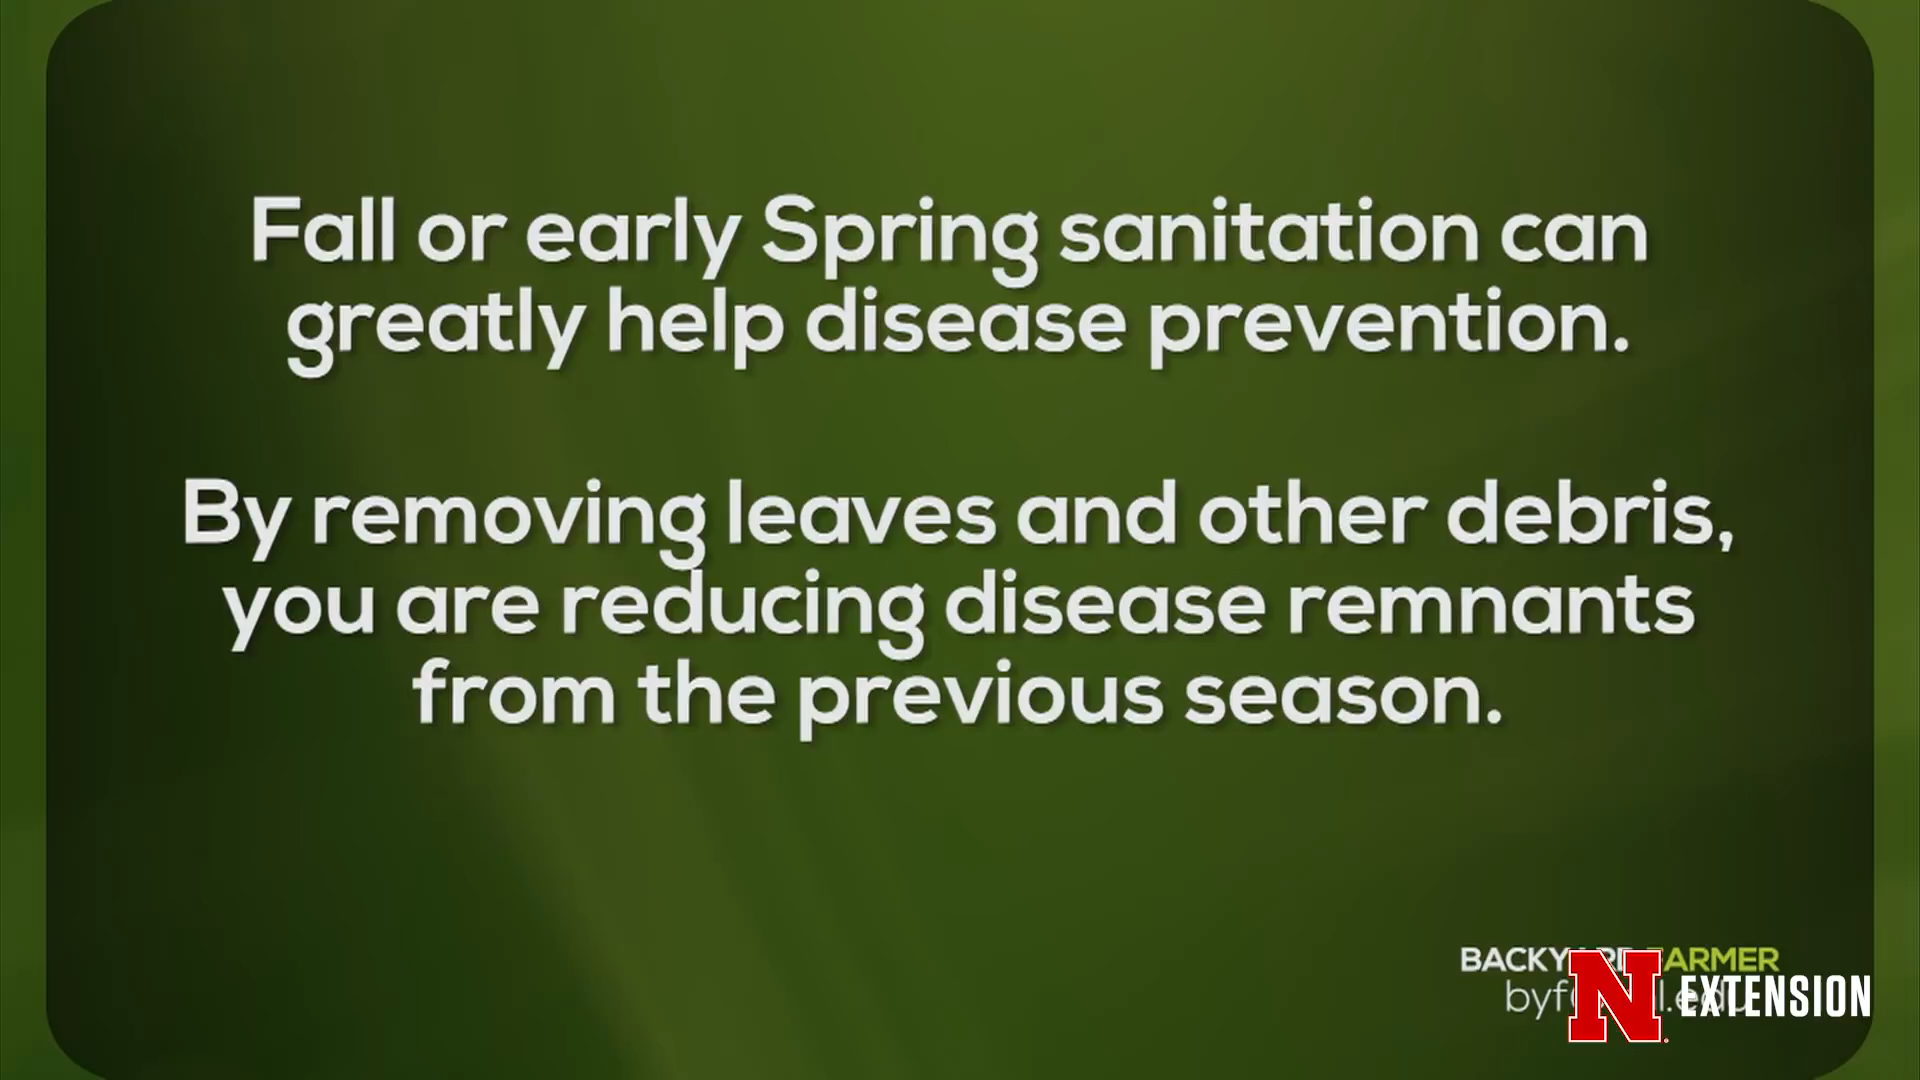 Fall or early Spring sanitation can
greatly help disease prevention.
By removing leaves and other debris,
you are reducing disease remnants
from the previous season.
N EXTENSION